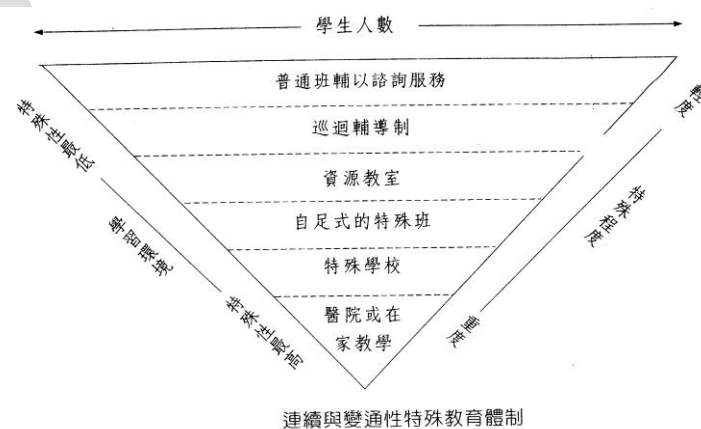 學生人數
普通班輔以諮詢服務
巡迴輔導制
資源教室
自足式的特殊班
特殊學校
醫院或在
家教學
特殊性最低
學習環境
特殊性最高
輕度
特殊程度
重度
連續與變通性特殊教育體制